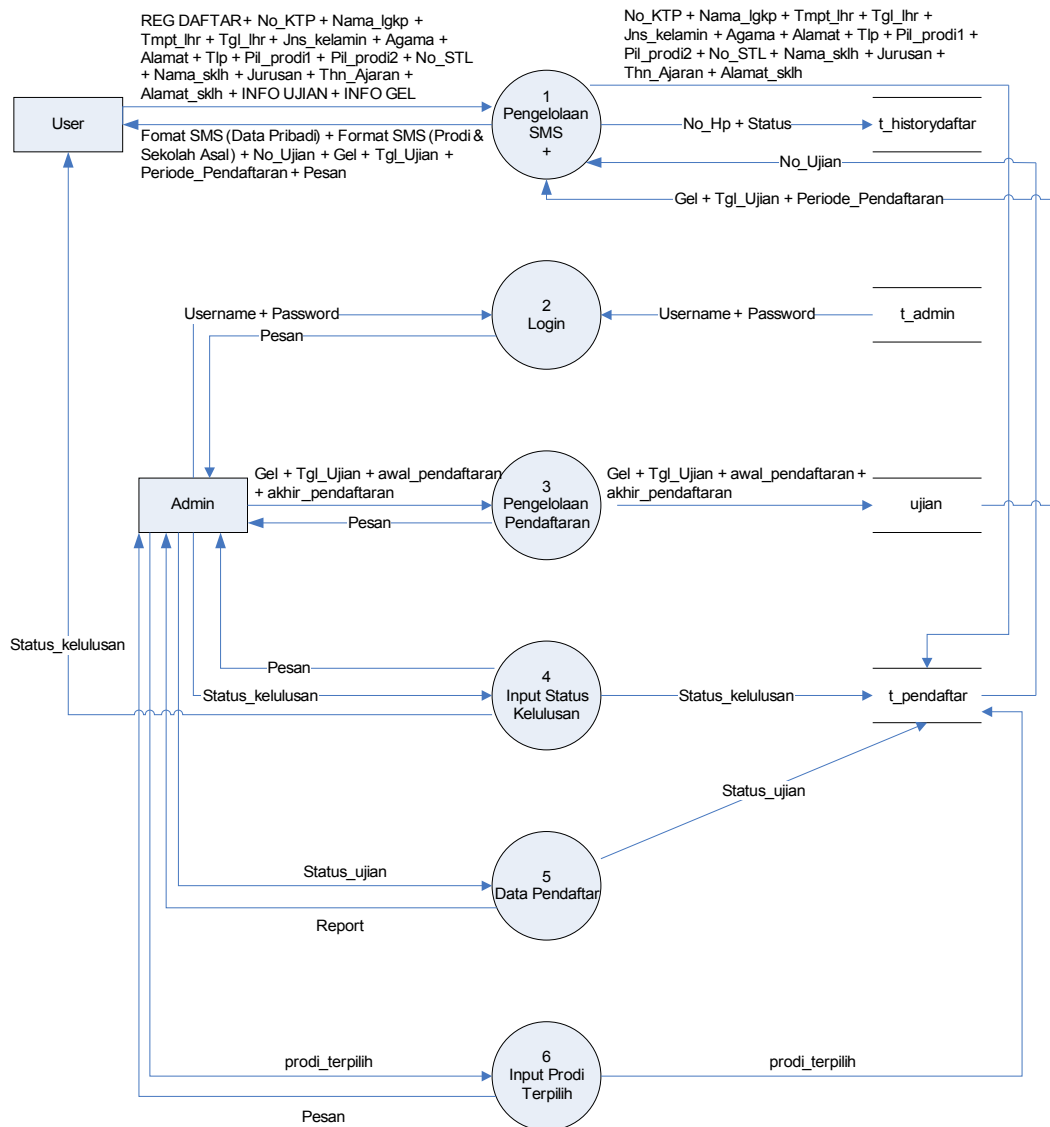 REG DAFTAR + No_KTP + Nama_lgkp +
Tmpt_lhr + Tgl_lhr + Jns_kelamin + Agama +
Alamat + Tlp + Pil_prodi1 + Pil_prodi2 + No_STL
+ Nama_sklh + Jurusan + Thn_Ajaran +
Alamat_sklh + INFO UJIAN + INFO GEL
No_KTP + Nama_lgkp + Tmpt_lhr + Tgl_lhr +
Jns_kelamin + Agama + Alamat + Tlp + Pil_prodi1 +
Pil_prodi2 + No_STL + Nama_sklh + Jurusan +
Thn_Ajaran + Alamat_sklh
User
1
Pengelolaan
SMS
+
No_Hp + Status
t_historydaftar
Fomat SMS (Data Pribadi) + Format SMS (Prodi &
Sekolah Asal) + No_Ujian + Gel + Tgl_Ujian +
Periode_Pendaftaran + Pesan
No_Ujian
Gel + Tgl_Ujian + Periode_Pendaftaran
Username + Password
Pesan
2
Login
Username + Password
t_admin
Admin
Gel + Tgl_Ujian + awal_pendaftaran
+ akhir_pendaftaran
Pesan
3
Pengelolaan
Pendaftaran
Gel + Tgl_Ujian + awal_pendaftaran +
akhir_pendaftaran
ujian
Status_kelulusan
Pesan
Status_kelulusan
4
Input Status
Kelulusan
Status_kelulusan
t_pendaftar
Status_ujian
Status_ujian
5
Data Pendaftar
Report
prodi_terpilih
6
Input Prodi
Terpilih
prodi_terpilih
Pesan